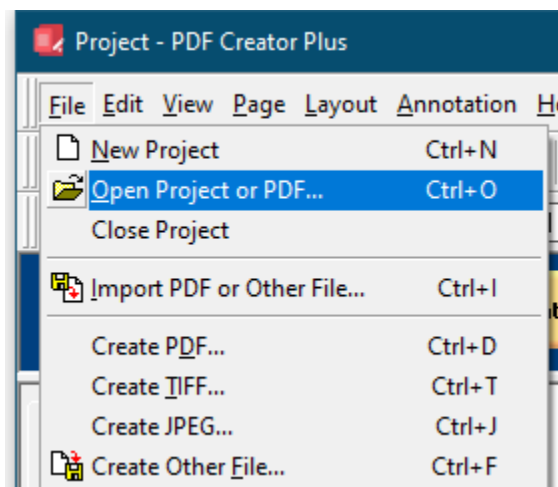 Project - PDF Creator Plus
File Edit View Page Layout Annotation
New Project Ctrl+N
Open Project or PDF... Ctrl+O
Close Project
Import PDF or Other File... Ctrl+I
Create PDF... Ctrl+D
Create TIFF... Ctrl+T
Create JPEG... Ctrl+J
Create Other File... Ctrl+F